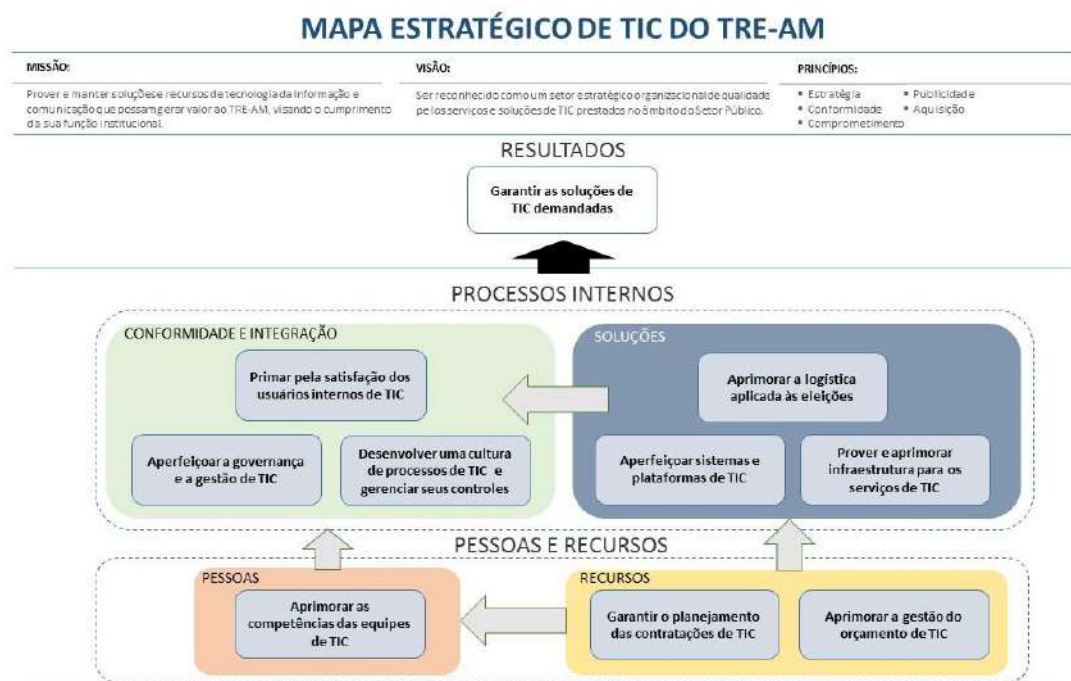 MAPA ESTRATÉGICO DE TIC DO TRE-AM
MISSÃO:
Prover e manter soluções e recursos de tecnologia da informação e
comunicação que possam gerar valor ao TRE-AM, visando o cumprimento
da sua função institucional.
VISÃO:
Ser reconhecido como um setor estratégico organizacional de qualidade
pelos serviços e soluções de TIC prestados no âmbito do Setor Público.
PRINCÍPIOS:
• Estratégia
• Conformidade
• Comprometimento
• Publicidade
• Aquisição
RESULTADOS
Garantir as soluções de
TIC demandadas
PROCESSOS INTERNOS
CONFORMIDADE E INTEGRAÇÃO
Primar pela satisfação dos
usuários internos de TIC
Aperfeiçoar a governança
e a gestão de TIC
Desenvolver uma cultura
de processos de TIC e
gerenciar seus controles
SOLUÇÕES
Aprimorar a logística
aplicada às eleições
Aperfeiçoar sistemas e
plataformas de TIC
Prover e aprimorar
infraestrutura para os
serviços de TIC
PESSOAS E RECURSOS
PESSOAS
Aprimorar as
competências das equipes
de TIC
RECURSOS
Garantir o planejamento
das contratações de TIC
Aprimorar a gestão do
orçamento de TIC